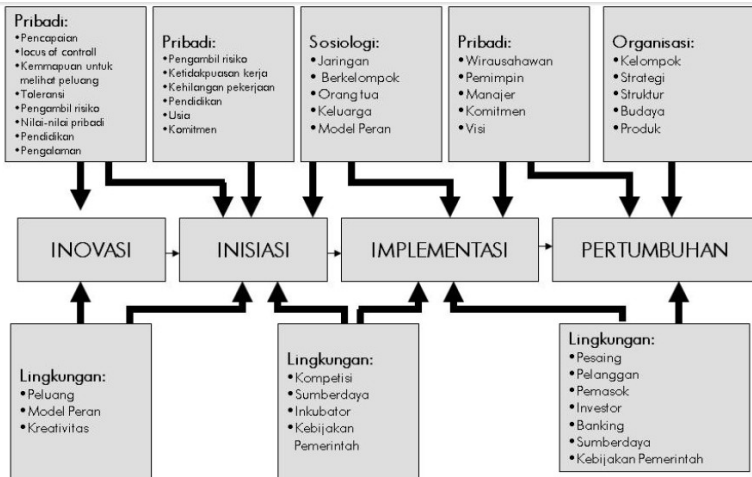 Pribadi:
•Pencapaian
•locus of controll
•Kemmapuan untuk
melihat peluang
•Toleransi
•Pengambil risiko
•Nilai-nilai pribadi
•Pendidikan
•Pengalaman
Pribadi:
•Pengambil risiko
•Ketidakpuasan kerja
•Kehilangan pekerjaan
•Pendidikan
•Usia
•Komitmen
Sosiologi:
•Jaringan
•Berkelompok
•Orang tua
•Keluarga
•Model Peran
Pribadi:
•Wirausahawan
•Pemimpin
•Manajer
•Komitmen
•Visi
Organisasi:
•Kelompok
•Strategi
•Struktur
•Budaya
•Produk
INOVASI
INISIASI
IMPLEMENTASI
PERTUMBUHAN
Lingkungan:
•Peluang
•Model Peran
•Kreativitas
Lingkungan:
•Kompetisi
•Sumberdaya
•Inkubator
•Kebijakan
Pemerintah
Lingkungan:
•Pesaing
•Pelanggan
•Pemasok
•Investor
•Banking
•Sumberdaya
•Kebijakan Pemerintah